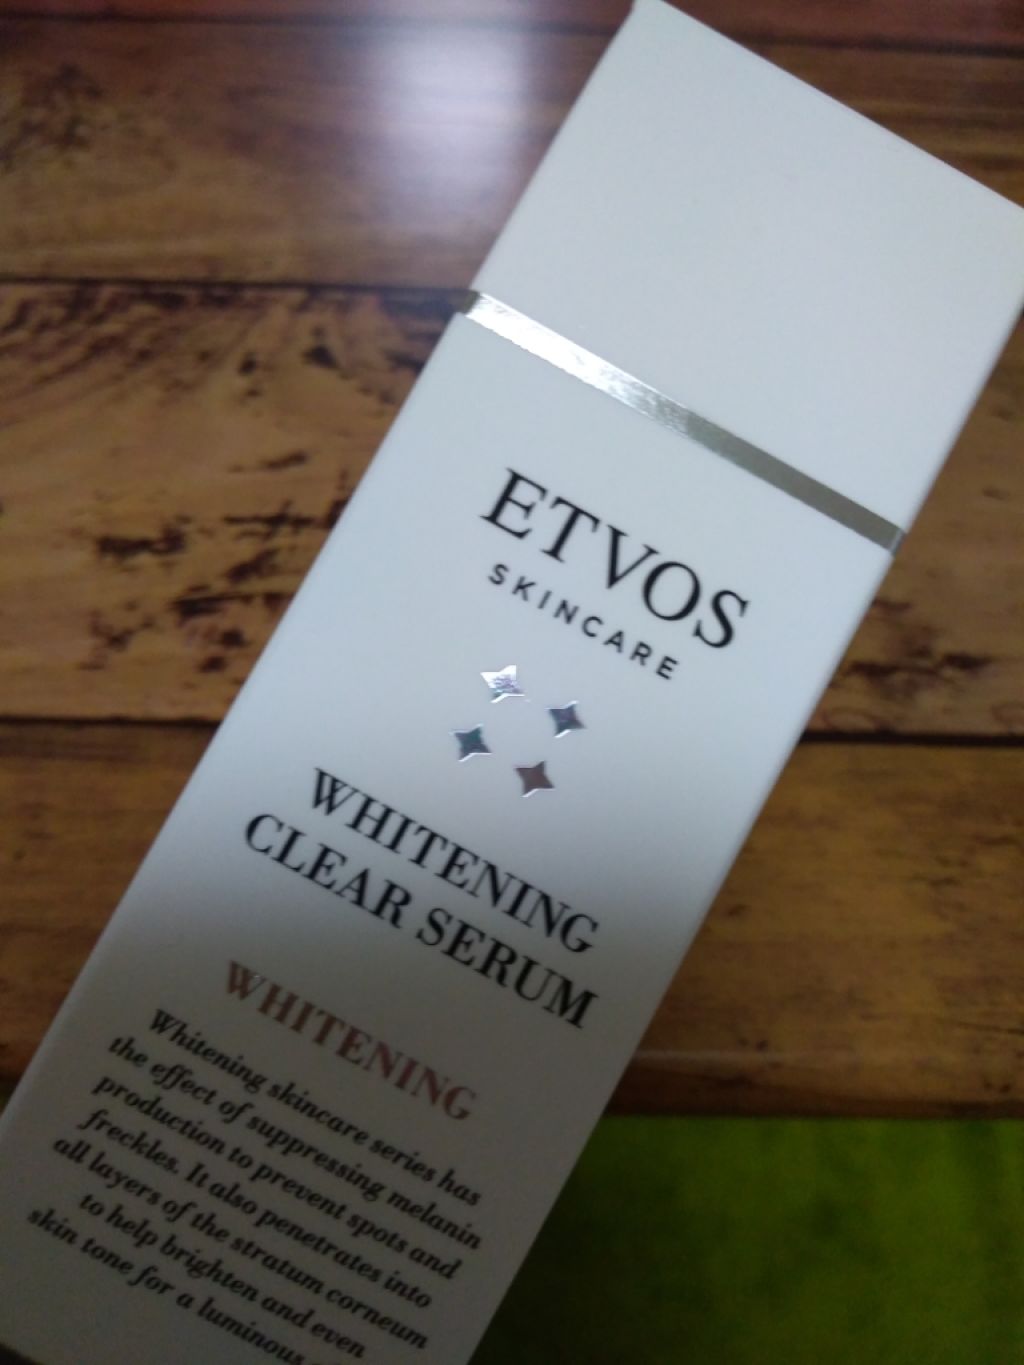 ETVOS
SKINCARE
WHITENING
CLEAR SERUM
WHITENING
Whitening skincare series has
the effect of suppressing melanin
production to prevent spots and
freckles. It also penetrates into
all layers of the stratum corneum
to help brighten and even
skin tone for a luminous